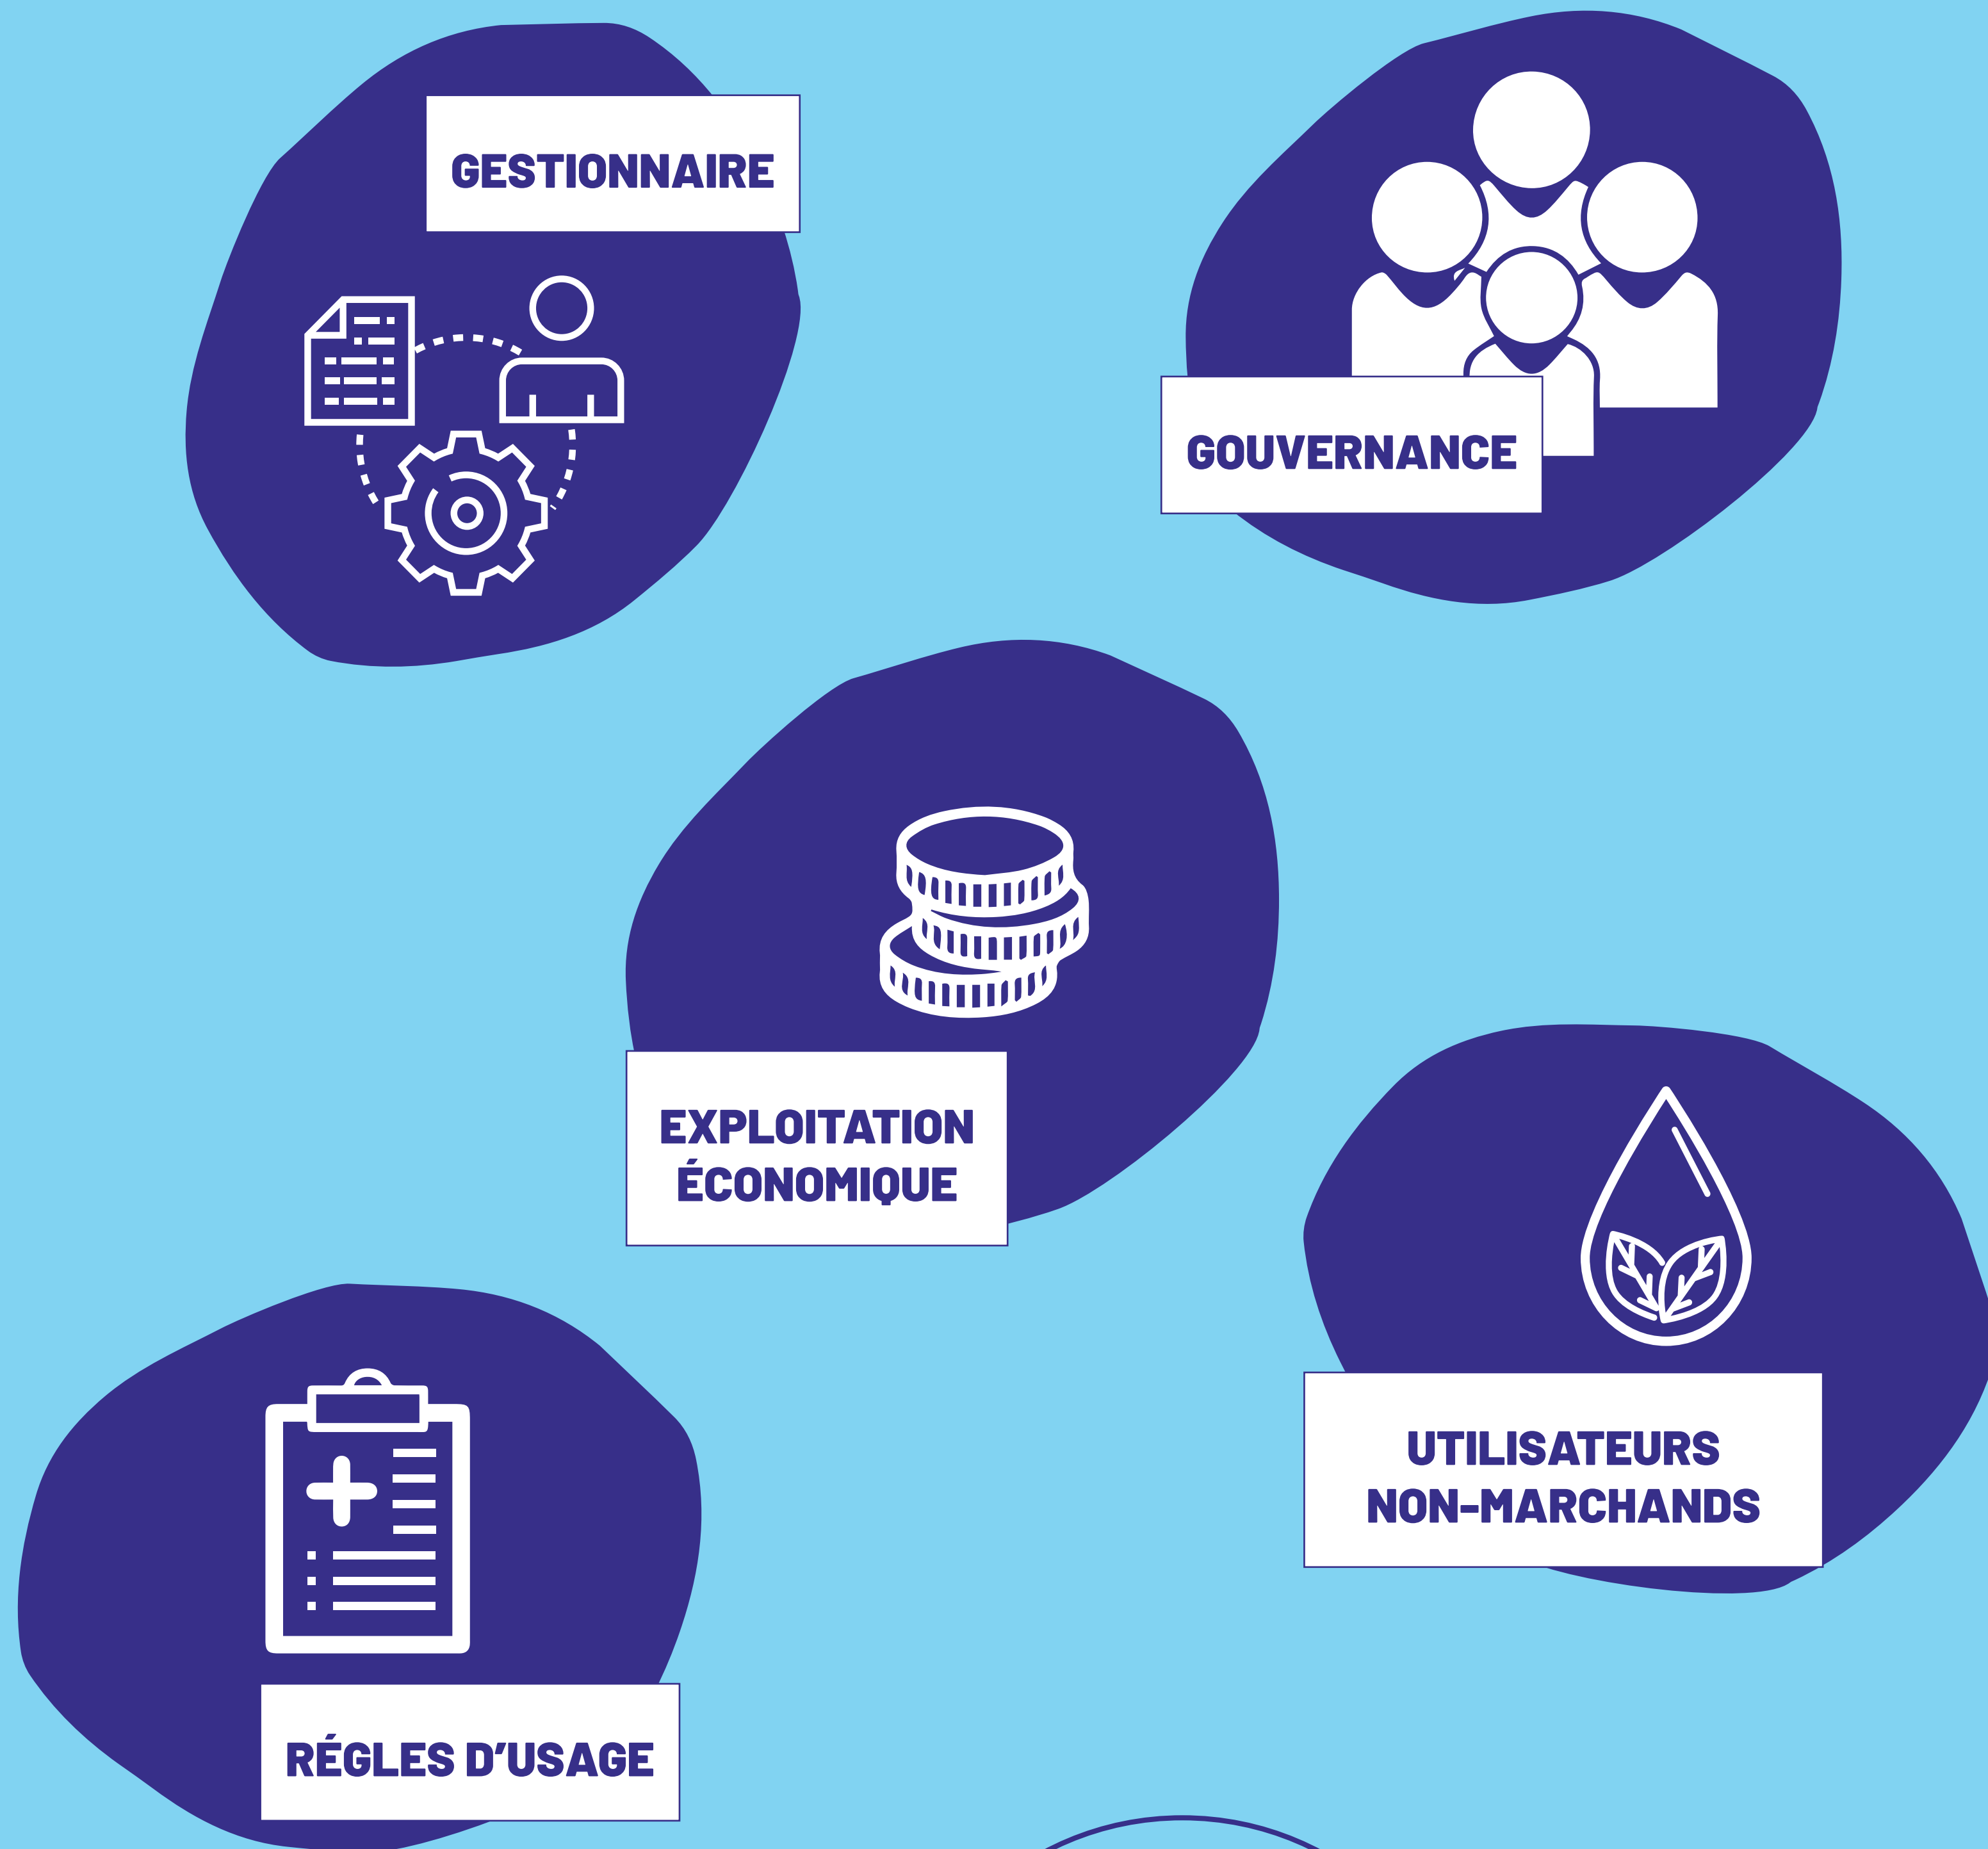 GESTIONNAIRE
GOUVERNANCE
EXPLOITATION
ÉCONOMIQUE
UTILISATEURS
NON-MARCHANDS
RÉGLES D'USAGE